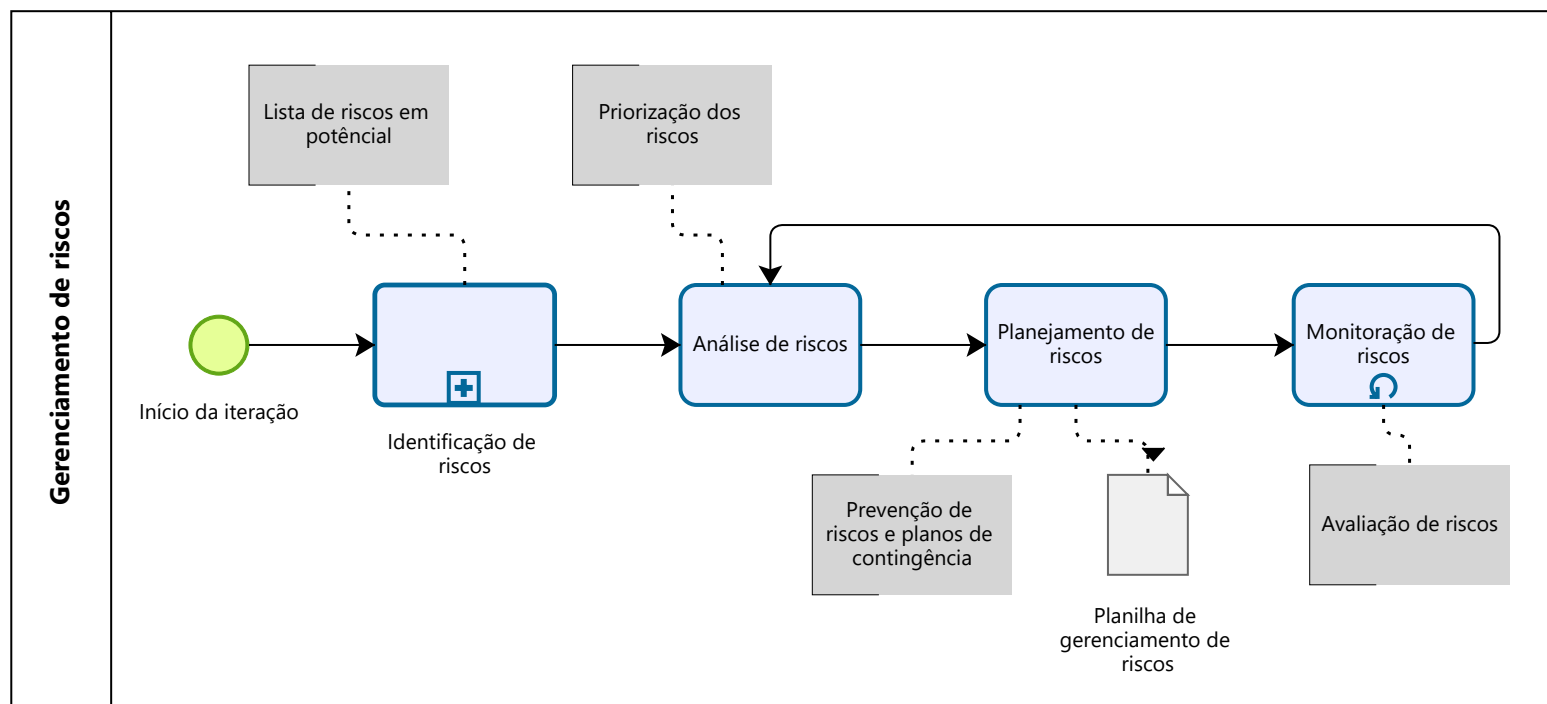 Gerenciamento de riscos
Lista de riscos em
potêncial
Priorização dos
riscos
Início da iteração
Identificação de
riscos
Análise de riscos
Planejamento de
riscos
Monitoração de
riscos
Prevenção de
riscos e planos de
contingência
Planilha de
gerenciamento de
riscos
Avaliação de riscos